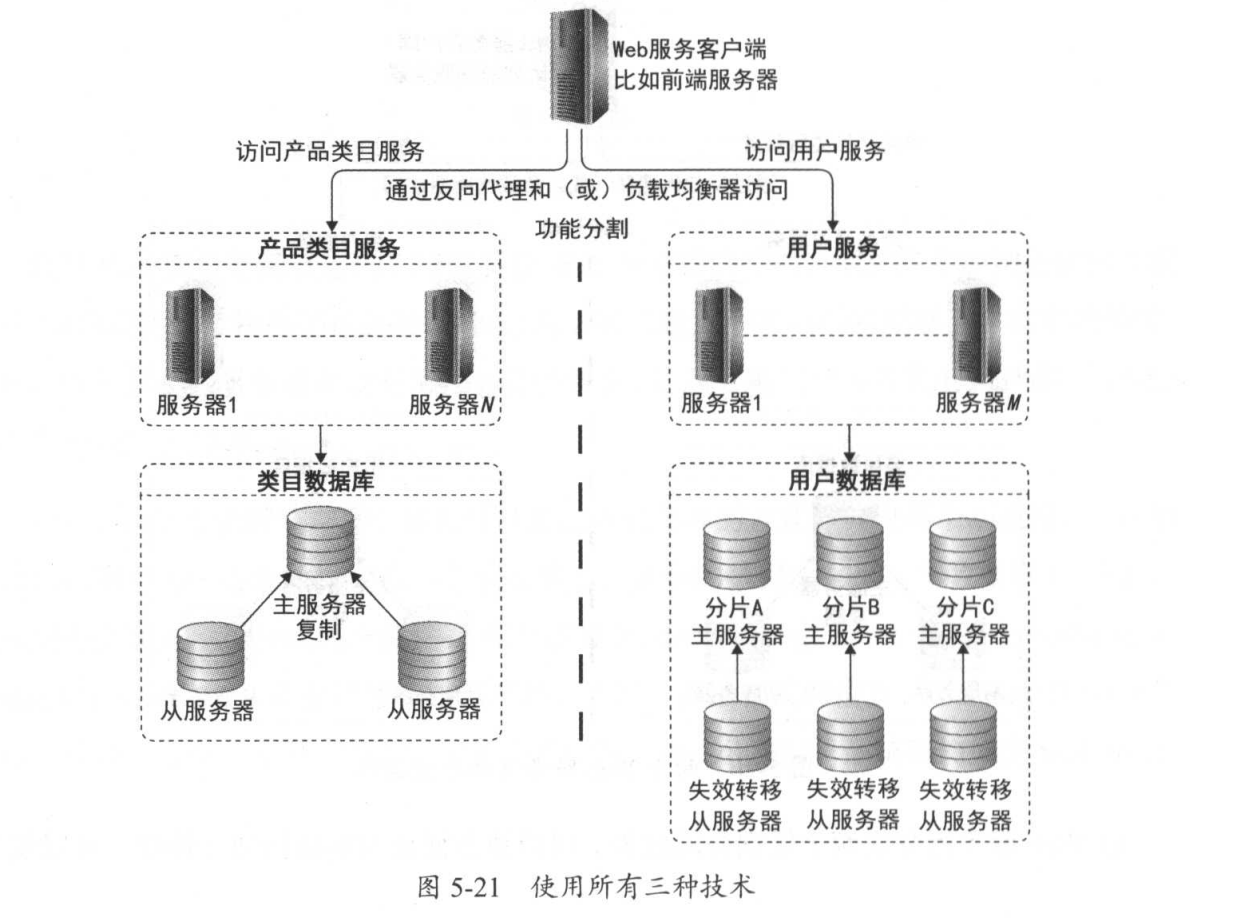 Web服务客户端
比如前端服务器
访问产品类目服务
访问用户服务
通过反向代理和（或）负载均衡器访问
功能分割
产品类目服务
服务器1
服务器N
用户服务
服务器1
服务器M
类目数据库
主服务器
复制
从服务器
从服务器
用户数据库
分片A
主服务器
分片B
主服务器
分片C
主服务器
失效转移
从服务器
失效转移
从服务器
失效转移
从服务器
图 5-21 使用所有三种技术